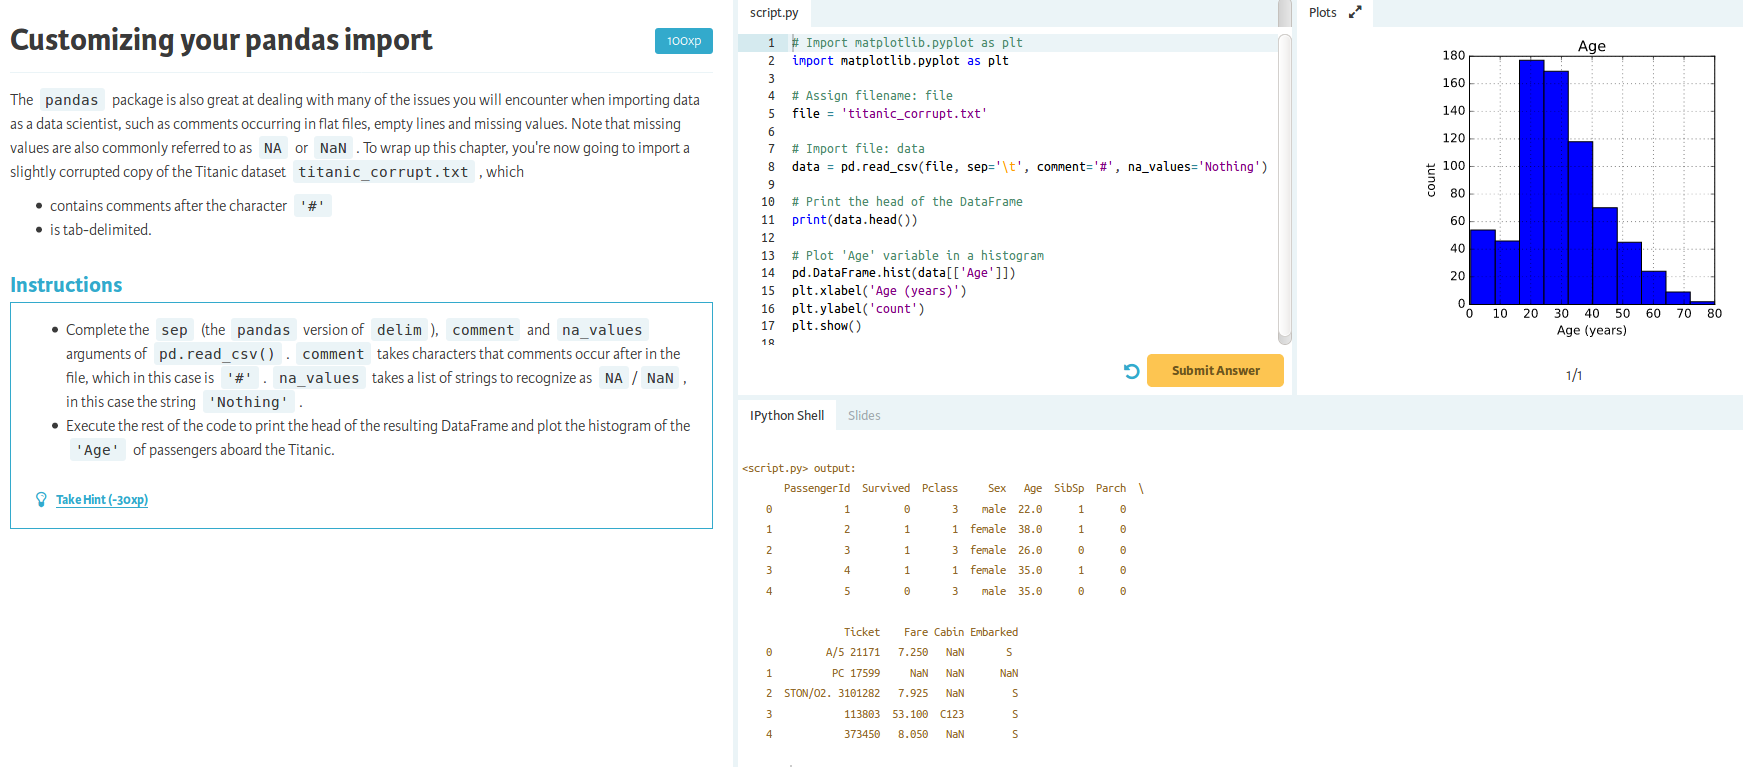 Customizing your pandas import
100xp
The pandas package is also great at dealing with many of the issues you will encounter when importing data
as a data scientist, such as comments occurring in flat files, empty lines and missing values. Note that missing
values are also commonly referred to as NA or NaN . To wrap up this chapter, you're now going to import a
slightly corrupted copy of the Titanic dataset titanic_corrupt.txt , which
• contains comments after the character '#'
• is tab-delimited.
Instructions
• Complete the sep (the pandas version of delim ), comment and na_values
arguments of pd.read_csv() . comment takes characters that comments occur after in the
file, which in this case is '#' . na_values takes a list of strings to recognize as NA / NaN ,
in this case the string 'Nothing' .
• Execute the rest of the code to print the head of the resulting DataFrame and plot the histogram of the
'Age' of passengers aboard the Titanic.
Take Hint (-30xp)
script.py
1 # Import matplotlib.pyplot as plt
2 import matplotlib.pyplot as plt
3
4 # Assign filename: file
5 file = 'titanic_corrupt.txt'
6
7 # Import file: data
8 data = pd.read_csv(file, sep='\t', comment='#', na_values='Nothing')
9
10 # Print the head of the DataFrame
11 print(data.head())
12
13 # Plot 'Age' variable in a histogram
14 pd.DataFrame.hist(data[['Age']])
15 plt.xlabel('Age (years)')
16 plt.ylabel('count')
17 plt.show()
18
Submit Answer
Plots
Age
180
160
140
120
100
80
60
40
20
0
count
0 10 20 30 40 50 60 70 80
Age (years)
1/1
IPython Shell Slides
<script.py> output:
PassengerId Survived Pclass Sex Age SibSp Parch \
0 1 0 3 male 22.0 1 0
1 2 1 1 female 38.0 1 0
2 3 1 3 female 26.0 0 0
3 4 1 1 female 35.0 1 0
4 5 0 3 male 35.0 0 0
Ticket Fare Cabin Embarked
0 A/5 21171 7.250 NaN S
1 PC 17599 NaN NaN NaN
2 STON/O2. 3101282 7.925 NaN S
3 113803 53.100 C123 S
4 373450 8.050 NaN S